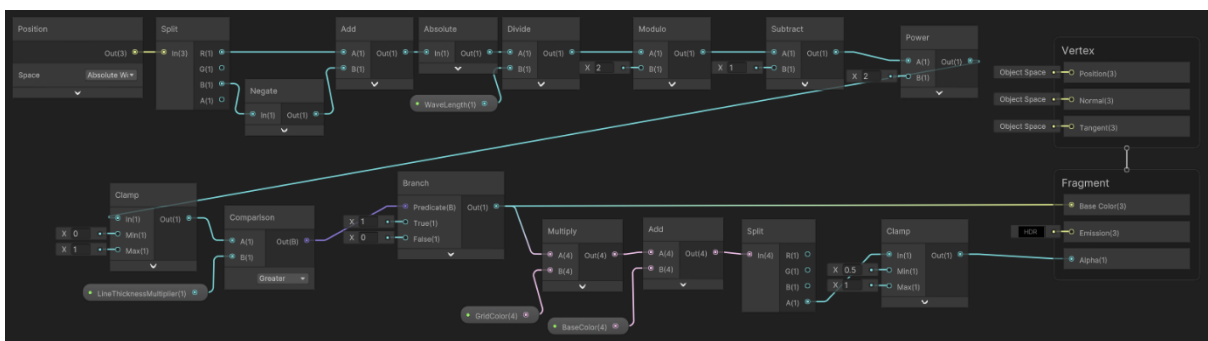 Position
Out(3)
Space
Absolute Wo
Split
In(3)
R(1)
G(1)
B(1)
A(1)
Negate
In(1)
Out(1)
Add
A(1)
Out(1)
B(1)
Absolute
In(1)
Out(1)
WaveLength(1)
Divide
A(1)
Out(1)
B(1)
X 2
Modulo
A(1)
Out(1)
B(1)
X 1
Subtract
A(1)
Out(1)
B(1)
X 2
Power
A(1)
Out(1)
B(1)
Vertex
Object Space
Position(3)
Object Space
Normal(3)
Object Space
Tangent(3)
Clamp
In(1)
Out(1)
X 0
Min(1)
X 1
Max(1)
LineThicknessMultiplier(1)
Comparison
A(1)
Out(B)
B(1)
Greater
Branch
Predicate(B)
Out(1)
X 1
True(1)
X 0
False(1)
Multiply
A(4)
Out(4)
B(4)
GridColor(4)
Add
A(4)
Out(4)
B(4)
BaseColor(4)
Split
In(4)
R(1)
G(1)
B(1)
A(1)
Clamp
In(1)
Out(1)
X 0.5
Min(1)
X 1
Max(1)
Fragment
Base Color(3)
HDR
Emission(3)
Alpha(1)